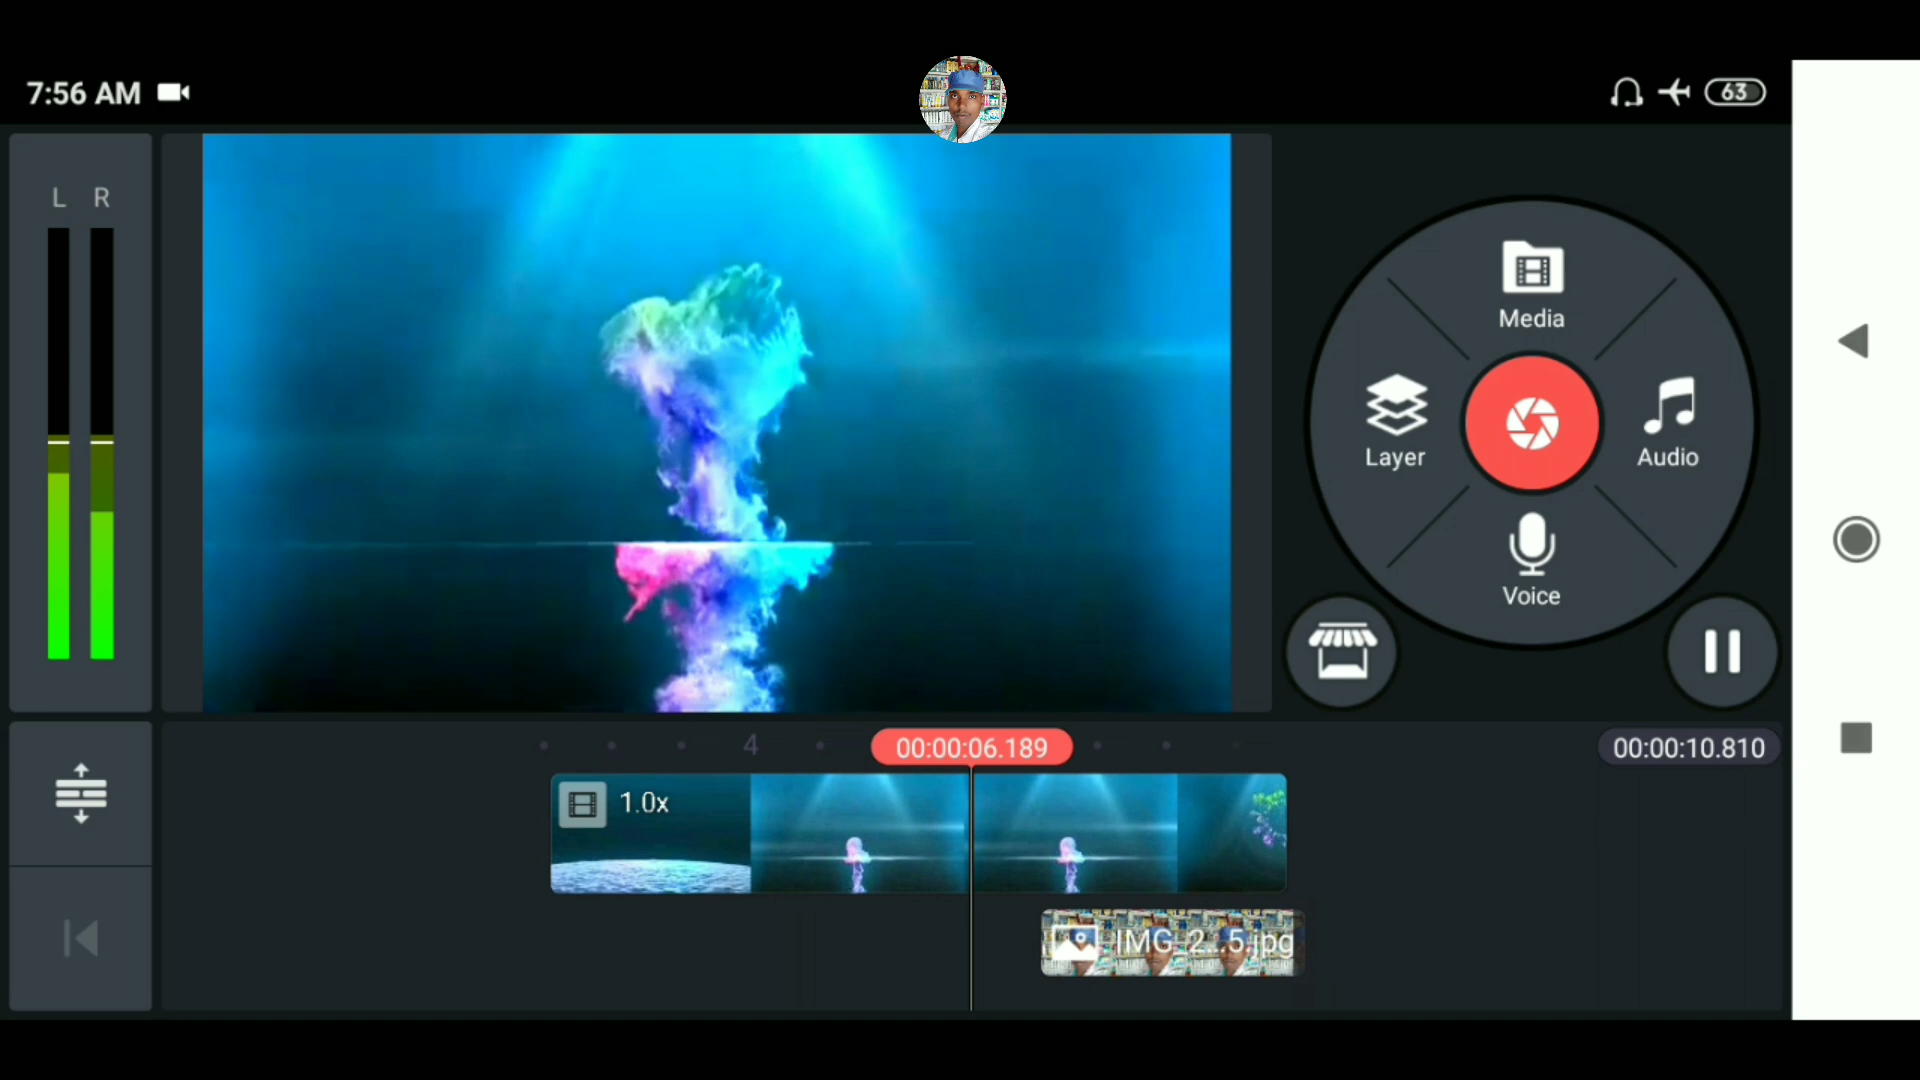 7:56 AM
63
L R
Media
Layer
Audio
Voice
4
00:00:06.189
00:00:10.810
1.0x
IMG_2...5.jpg